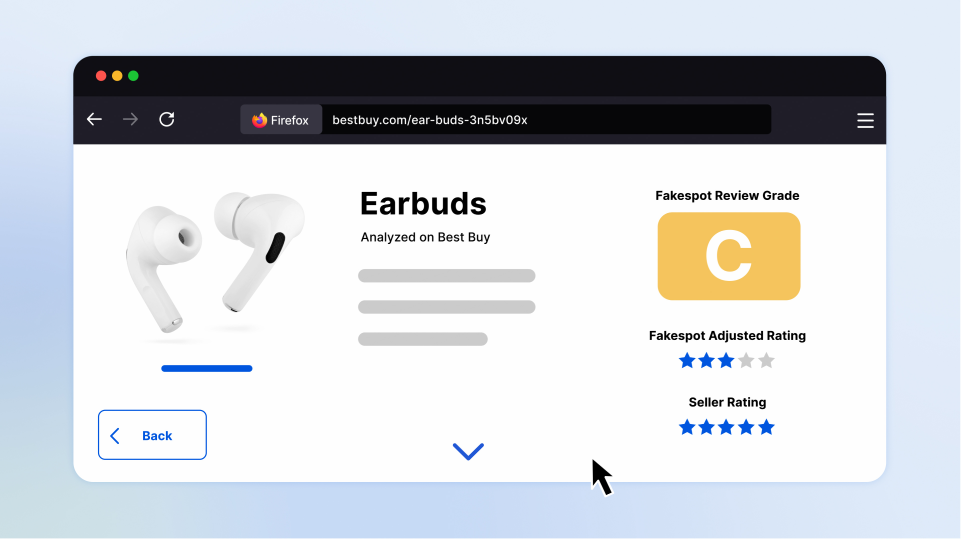 Firefox
bestbuy.com/ear-buds-3n5bv09x
Earbuds
Analyzed on Best Buy
Back
Fakespot Review Grade
C
Fakespot Adjusted Rating
Seller Rating